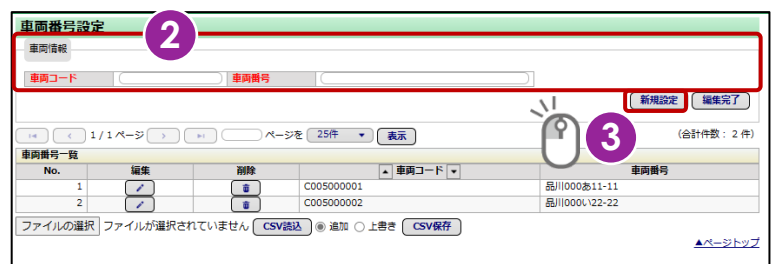 車両番号設定
2
車両情報
車両コード 車両番号
新規設定 編集完了
3
1 / 1 ページ ページを 25件 ▼ 表示 (合計件数： 2 件)
車両番号一覧
No. 編集 削除 ▲ 車両コード ▼ 車両番号
1 C005000001 品川000あ11-11
2 C005000002 品川000い22-22
ファイルの選択 ファイルが選択されていません CSV読込 追加 上書き CSV保存
▲ページトップ